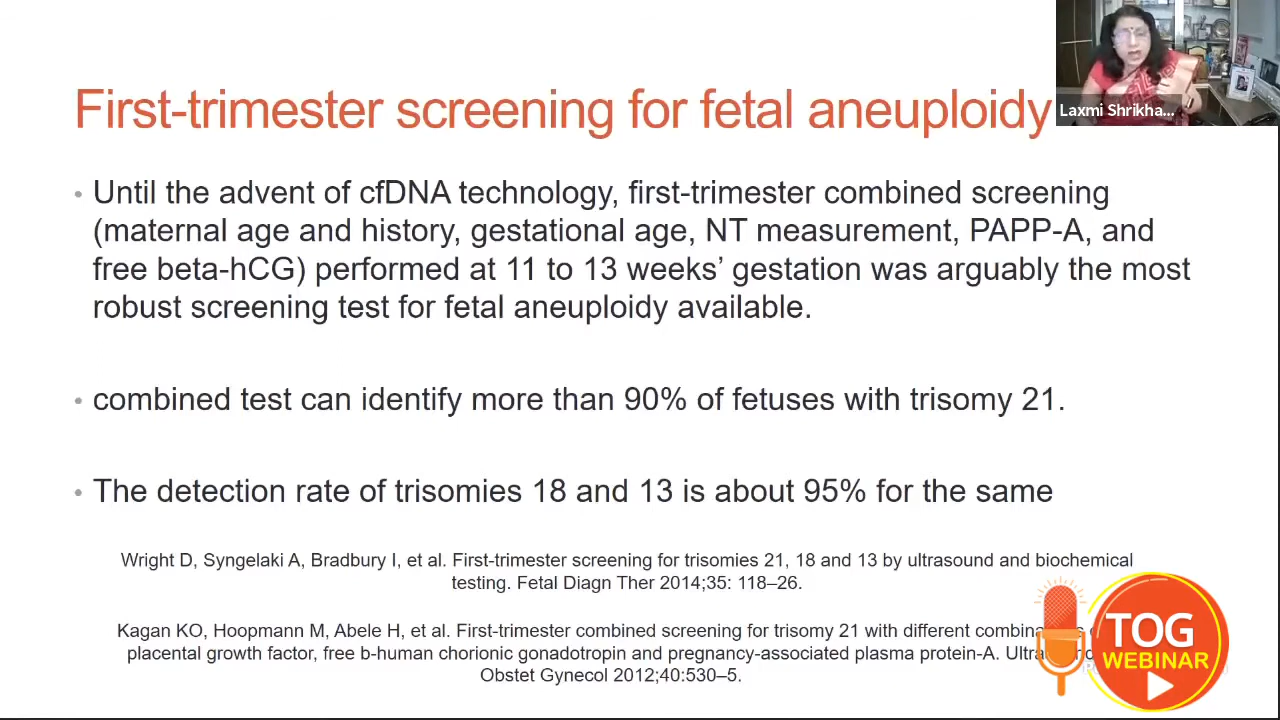 First-trimester screening for fetal aneuploidy
Laxmi Shrikha...
• Until the advent of cfDNA technology, first-trimester combined screening
(maternal age and history, gestational age, NT measurement, PAPP-A, and
free beta-hCG) performed at 11 to 13 weeks’ gestation was arguably the most
robust screening test for fetal aneuploidy available.
• combined test can identify more than 90% of fetuses with trisomy 21.
• The detection rate of trisomies 18 and 13 is about 95% for the same
Wright D, Syngelaki A, Bradbury I, et al. First-trimester screening for trisomies 21, 18 and 13 by ultrasound and biochemical
testing. Fetal Diagn Ther 2014;35: 118–26.
Kagan KO, Hoopmann M, Abele H, et al. First-trimester combined screening for trisomy 21 with different
placental growth factor, free b-human chorionic gonadotropin and pregnancy-associated plasma protein-A.
Obstet Gynecol 2012;40:530–5.
TOG
WEBINAR